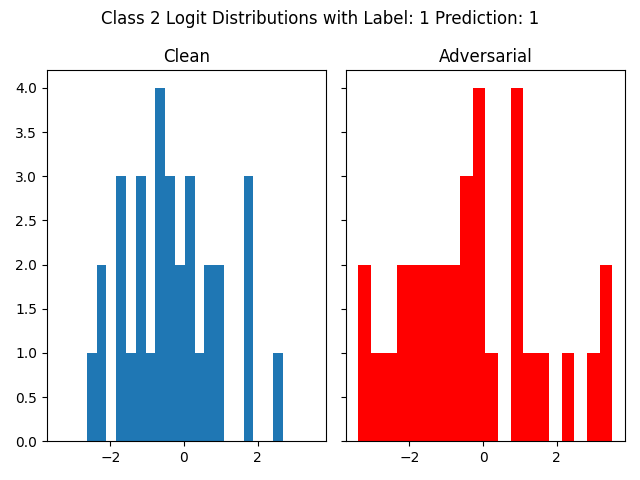 Class 2 Logit Distributions with Label: 1 Prediction: 1
Clean
Adversarial
4.0
3.5
3.0
2.5
2.0
1.5
1.0
0.5
0.0
−2 0 2
−2 0 2